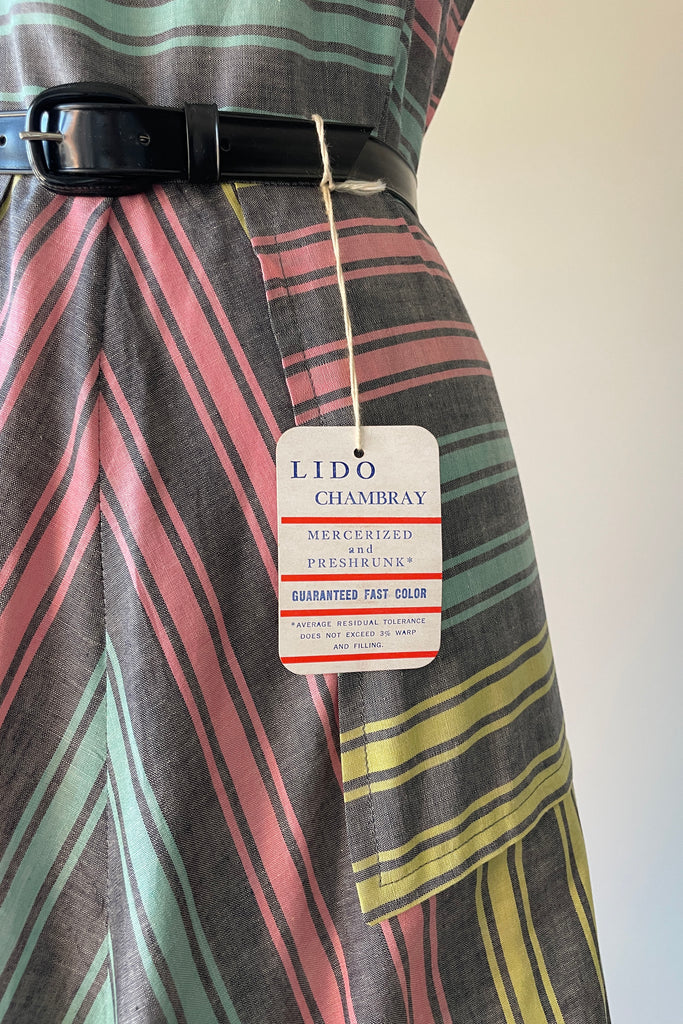 LIDO
CHAMBRAY
MERCERIZED
and
PRESHRUNK*
GUARANTEED FAST COLOR
*AVERAGE RESIDUAL TOLERANCE
DOES NOT EXCEED 3% WARP
AND FILLING.